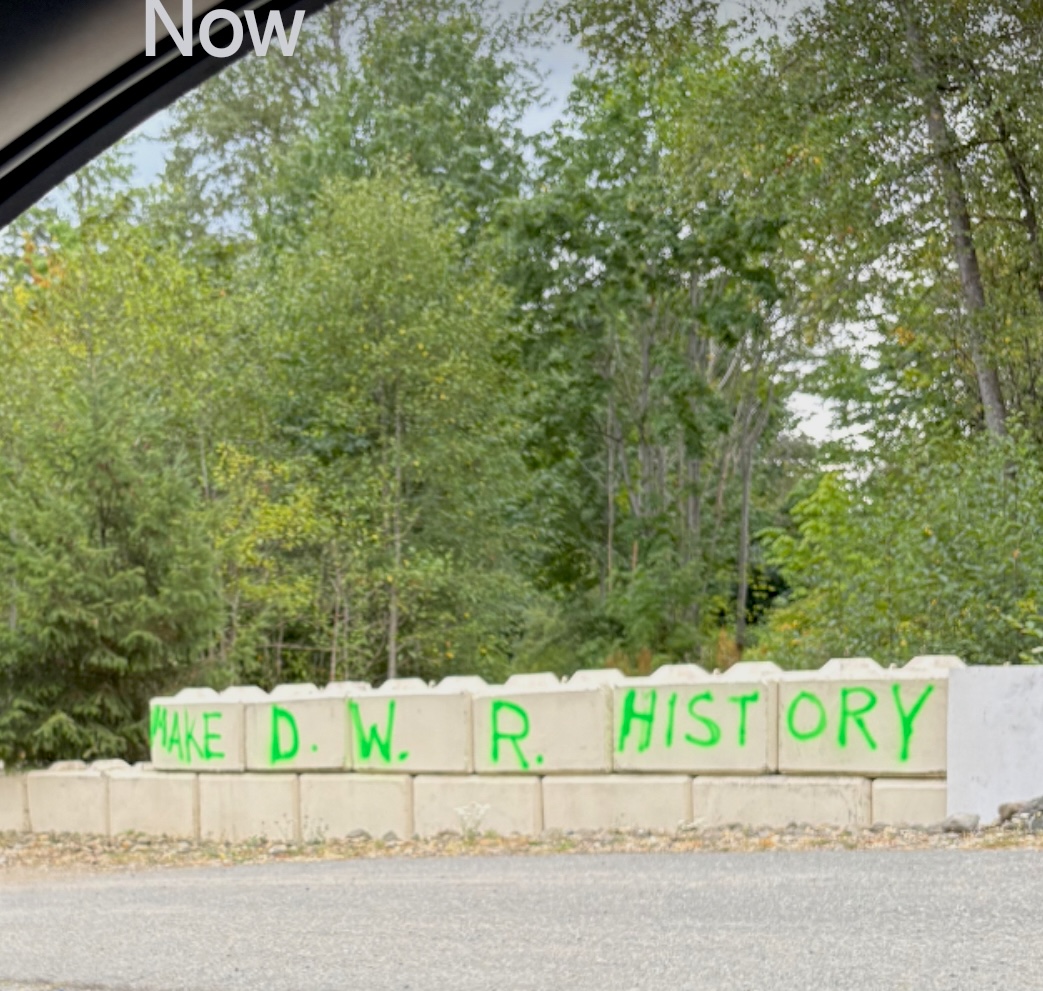 Now
MAKE D. W. R. HISTORY